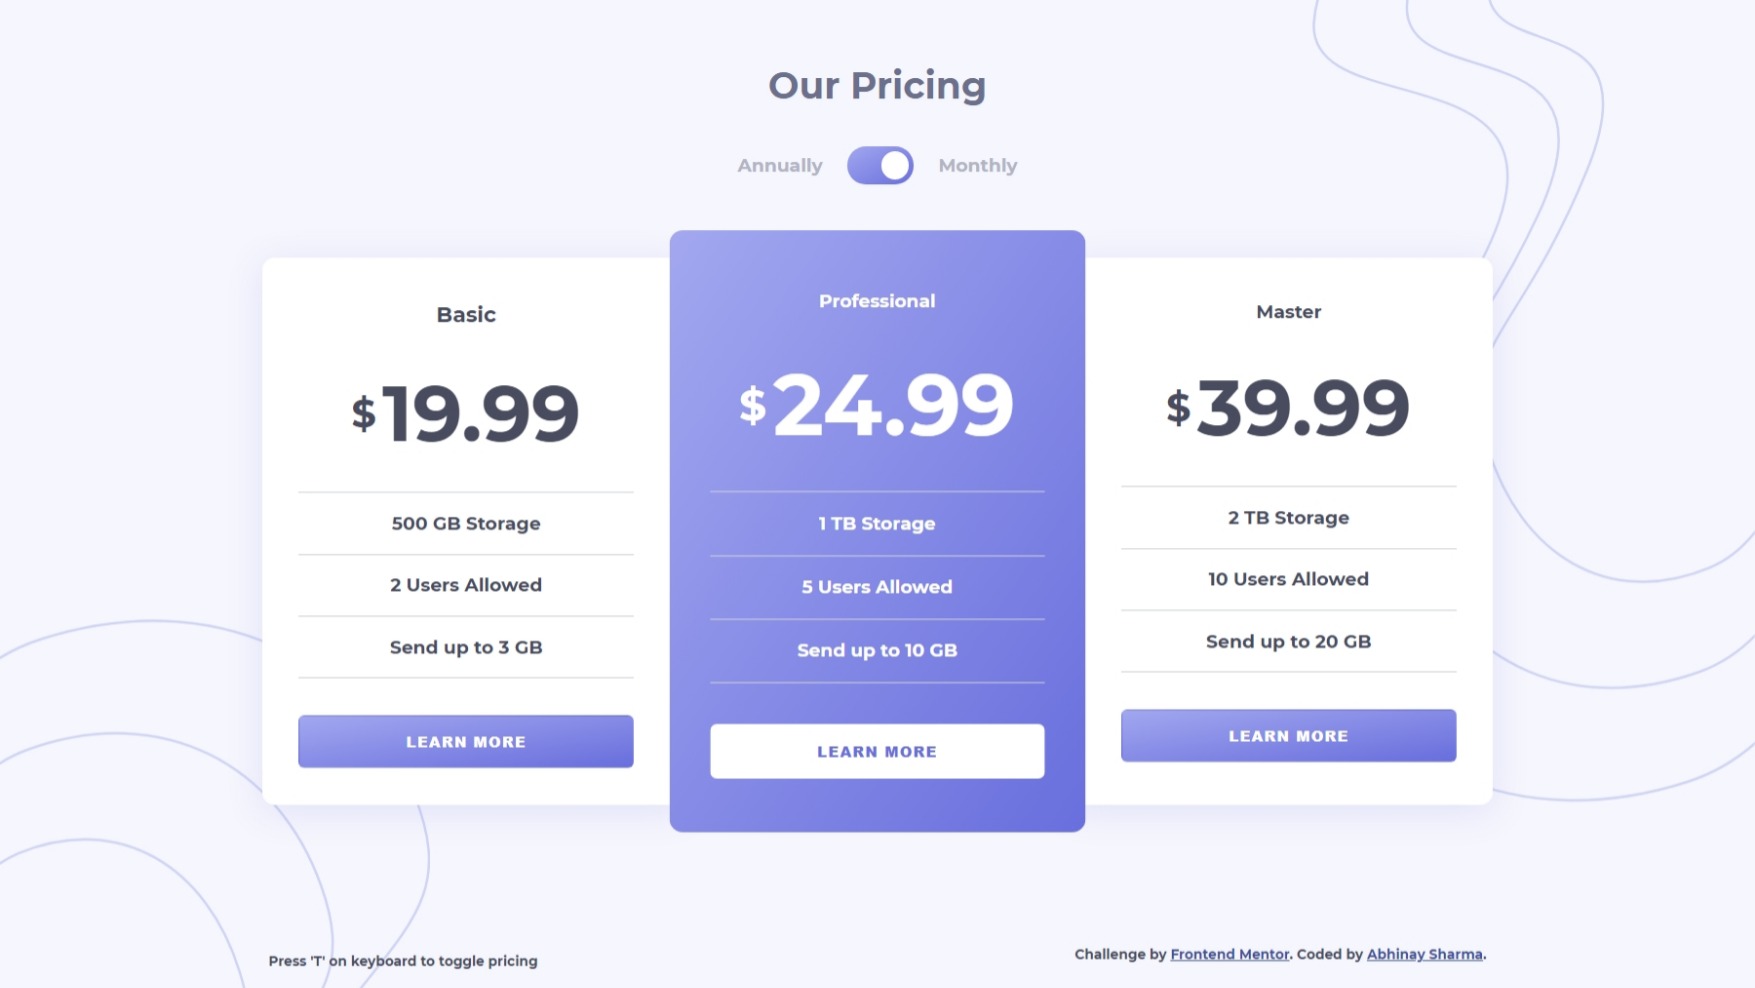 Our Pricing
Annually Monthly
Basic
$19.99
500 GB Storage
2 Users Allowed
Send up to 3 GB
LEARN MORE
Professional
$24.99
1 TB Storage
5 Users Allowed
Send up to 10 GB
LEARN MORE
Master
$39.99
2 TB Storage
10 Users Allowed
Send up to 20 GB
LEARN MORE
Press 'T' on keyboard to toggle pricing
Challenge by Frontend Mentor. Coded by Abhinay Sharma.